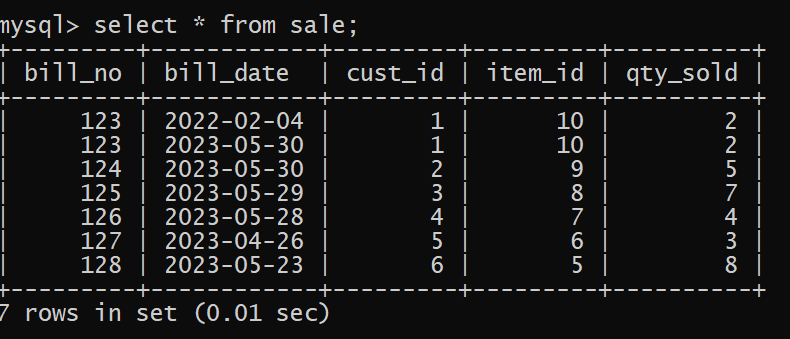 mysql> select * from sale;
+---------+------------+---------+---------+----------+
| bill_no | bill_date | cust_id | item_id | qty_sold |
+---------+------------+---------+---------+----------+
| 123 | 2022-02-04 | 1 | 10 | 2 |
| 123 | 2023-05-30 | 1 | 10 | 2 |
| 124 | 2023-05-30 | 2 | 9 | 5 |
| 125 | 2023-05-29 | 3 | 8 | 7 |
| 126 | 2023-05-28 | 4 | 7 | 4 |
| 127 | 2023-04-26 | 5 | 6 | 3 |
| 128 | 2023-05-23 | 6 | 5 | 8 |
+---------+------------+---------+---------+----------+
7 rows in set (0.01 sec)